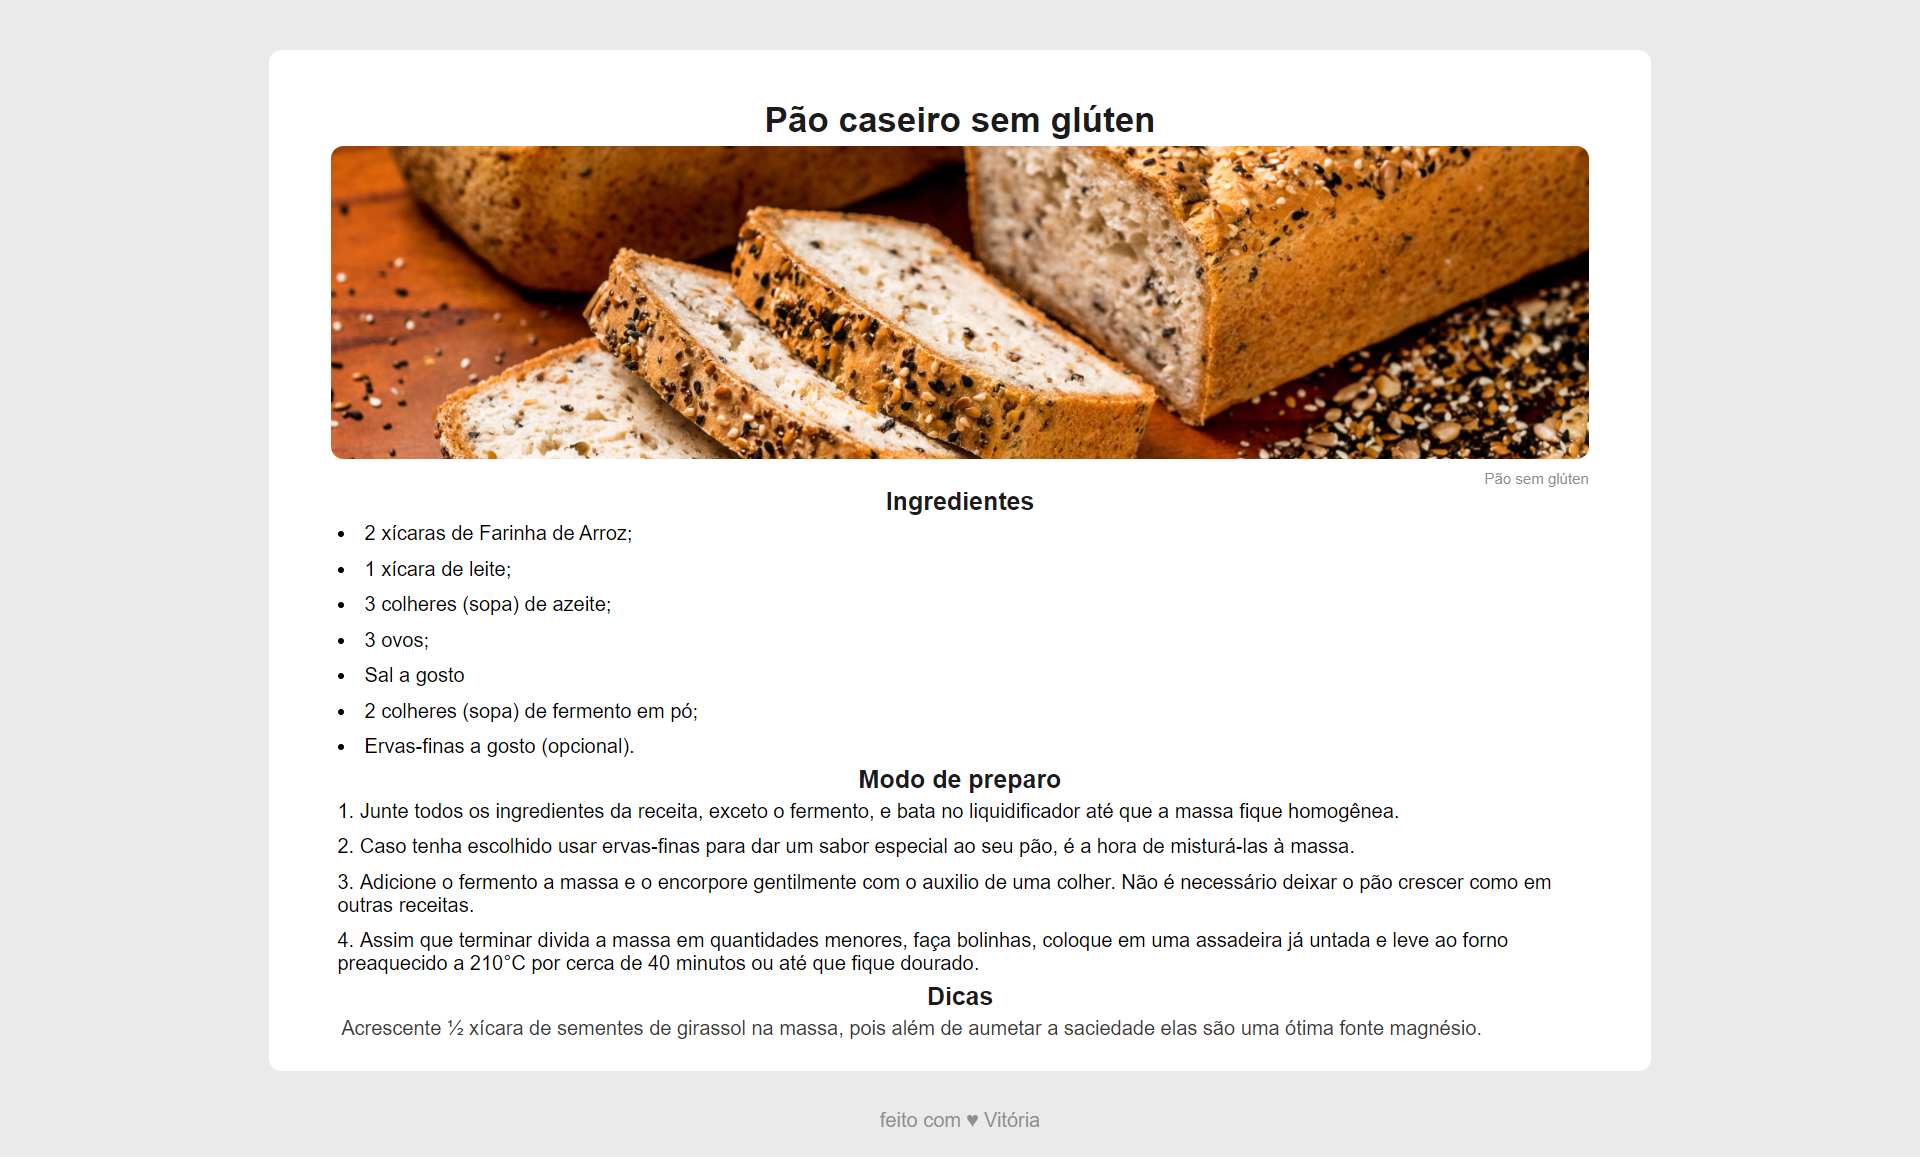 Pão caseiro sem glúten
Pão sem glúten
Ingredientes
• 2 xícaras de Farinha de Arroz;
• 1 xícara de leite;
• 3 colheres (sopa) de azeite;
• 3 ovos;
• Sal a gosto
• 2 colheres (sopa) de fermento em pó;
• Ervas-finas a gosto (opcional).
Modo de preparo
1. Junte todos os ingredientes da receita, exceto o fermento, e bata no liquidificador até que a massa fique homogênea.
2. Caso tenha escolhido usar ervas-finas para dar um sabor especial ao seu pão, é a hora de misturá-las à massa.
3. Adicione o fermento a massa e o encorpore gentilmente com o auxilio de uma colher. Não é necessário deixar o pão crescer como em
outras receitas.
4. Assim que terminar divida a massa em quantidades menores, faça bolinhas, coloque em uma assadeira já untada e leve ao forno
preaquecido a 210°C por cerca de 40 minutos ou até que fique dourado.
Dicas
Acrescente ½ xícara de sementes de girassol na massa, pois além de aumetar a saciedade elas são uma ótima fonte magnésio.
feito com ♥ Vitória